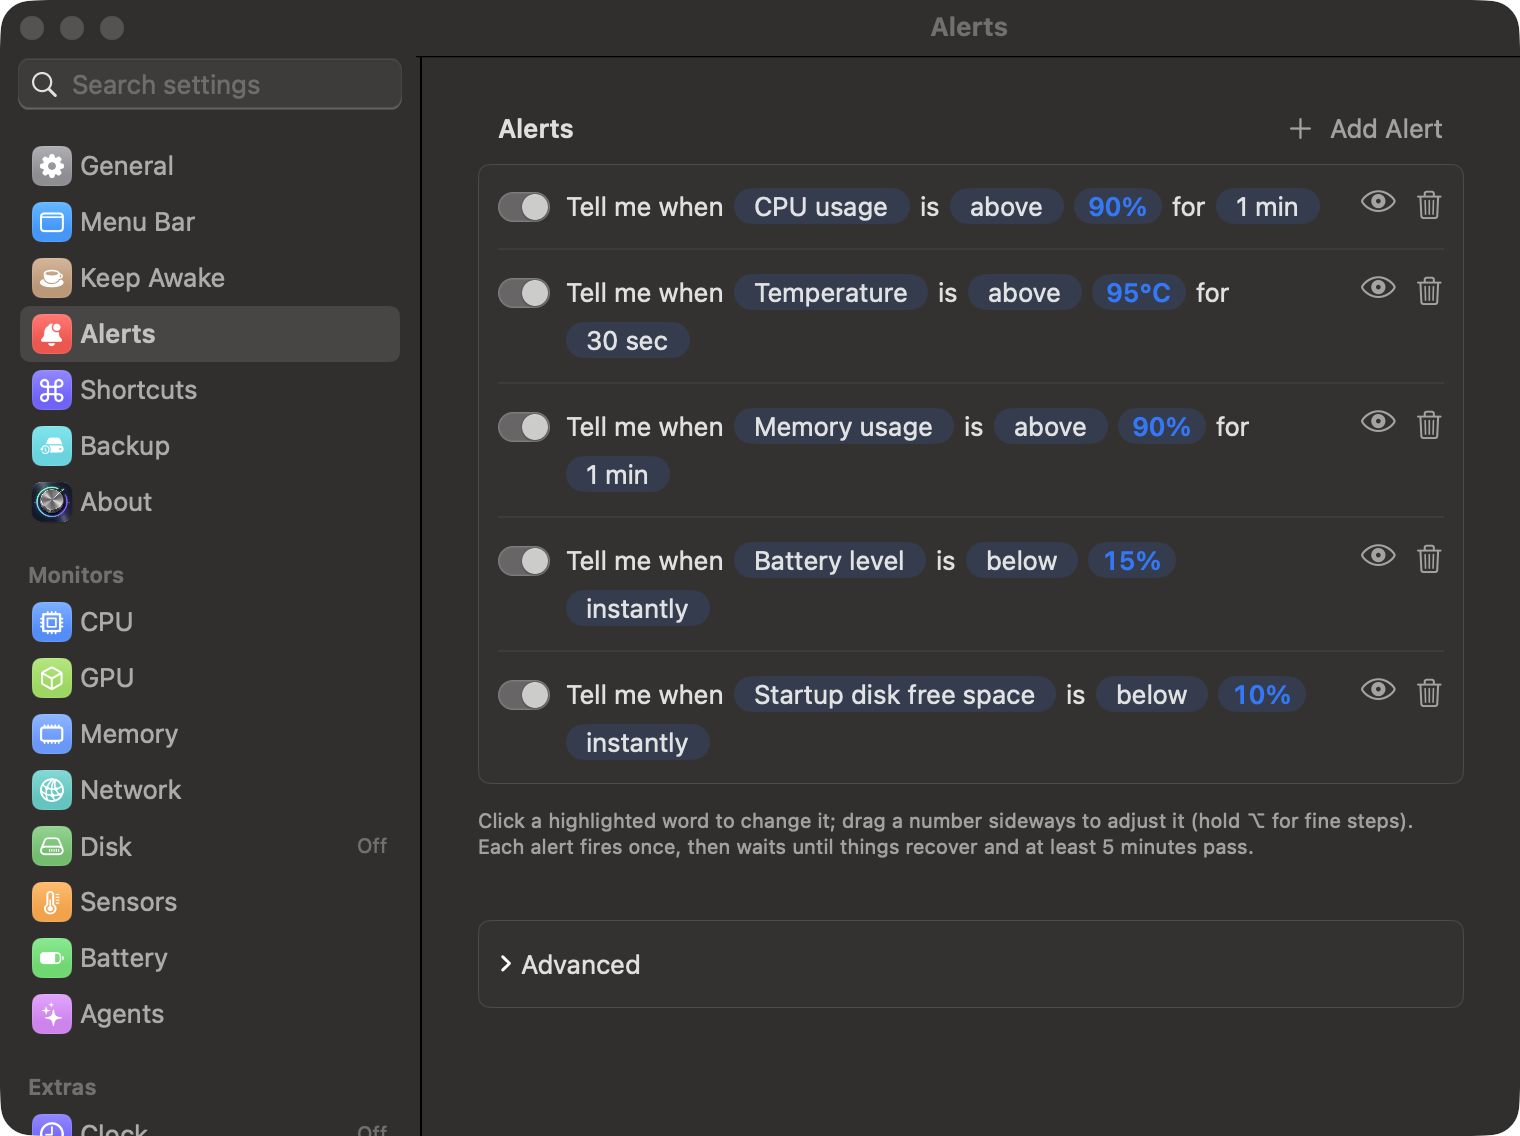 Alerts
Search settings
General
Menu Bar
Keep Awake
Alerts
Shortcuts
Backup
About
Monitors
CPU
GPU
Memory
Network
Disk Off
Sensors
Battery
Agents
Extras
Clock Off
Alerts
+ Add Alert
Tell me when CPU usage is above 90% for 1 min
Tell me when Temperature is above 95°C for
30 sec
Tell me when Memory usage is above 90% for
1 min
Tell me when Battery level is below 15%
instantly
Tell me when Startup disk free space is below 10%
instantly
Click a highlighted word to change it; drag a number sideways to adjust it (hold ⌥ for fine steps).
Each alert fires once, then waits until things recover and at least 5 minutes pass.
Advanced